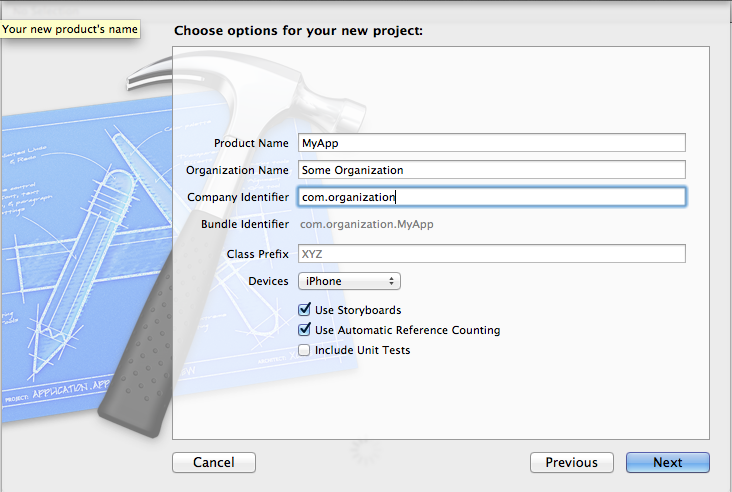 Your new product's name
Choose options for your new project:
Product Name MyApp
Organization Name Some Organization
Company Identifier com.organization
Bundle Identifier com.organization.MyApp
Class Prefix XYZ
Devices iPhone
Use Storyboards
Use Automatic Reference Counting
Include Unit Tests
PROJECT: APPLICATION.APP
Cancel Previous Next